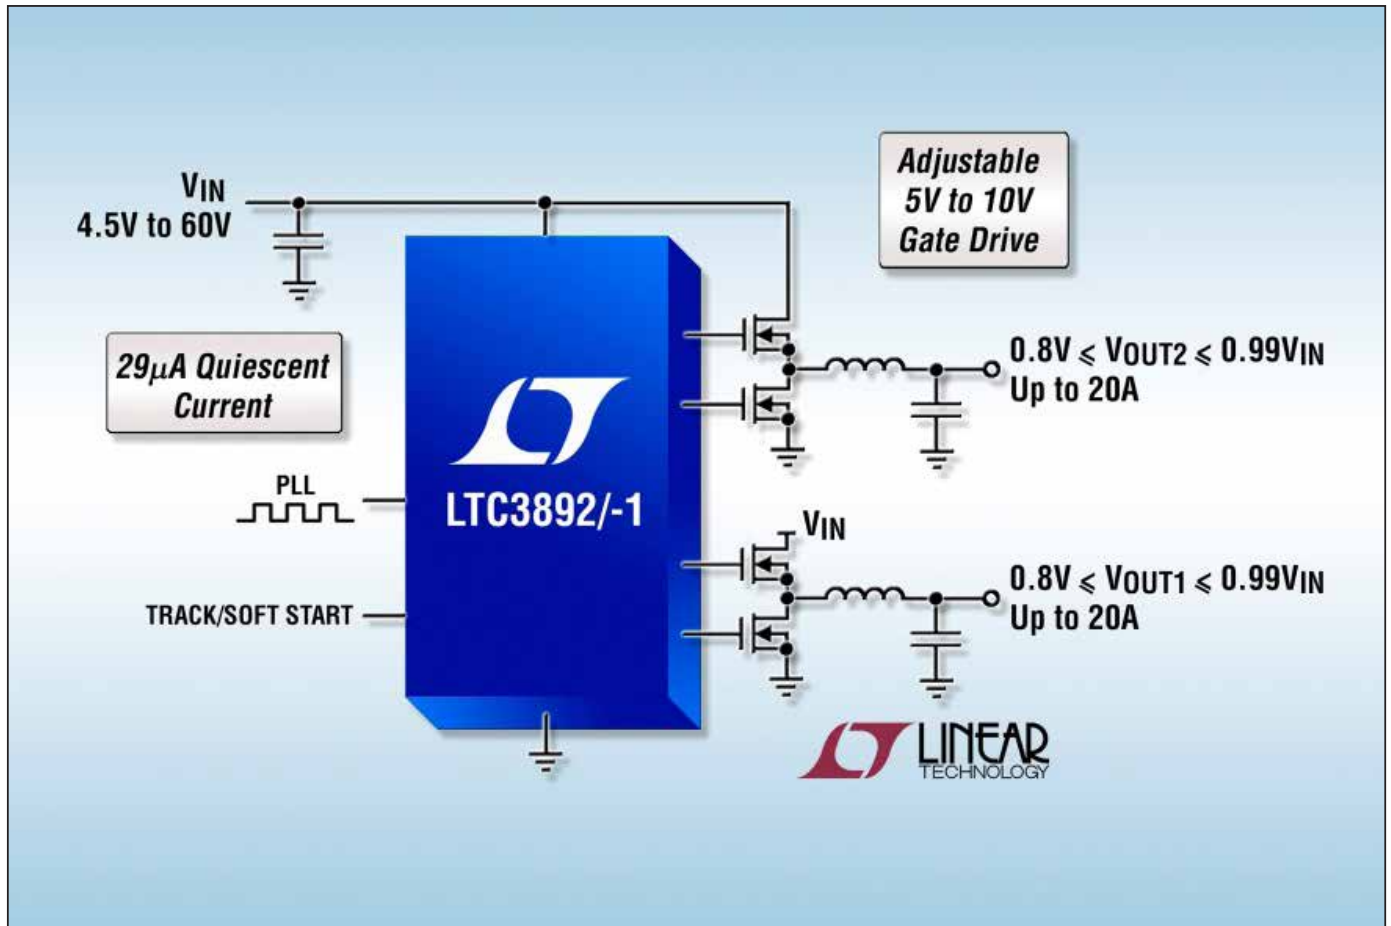 VIN
4.5V to 60V
Adjustable
5V to 10V
Gate Drive
29µA Quiescent
Current
0.8V ⩽ VOUT2 ⩽ 0.99VIN
Up to 20A
PLL
LTC3892/-1
VIN
TRACK/SOFT START
0.8V ⩽ VOUT1 ⩽ 0.99VIN
Up to 20A
LINEAR
TECHNOLOGY